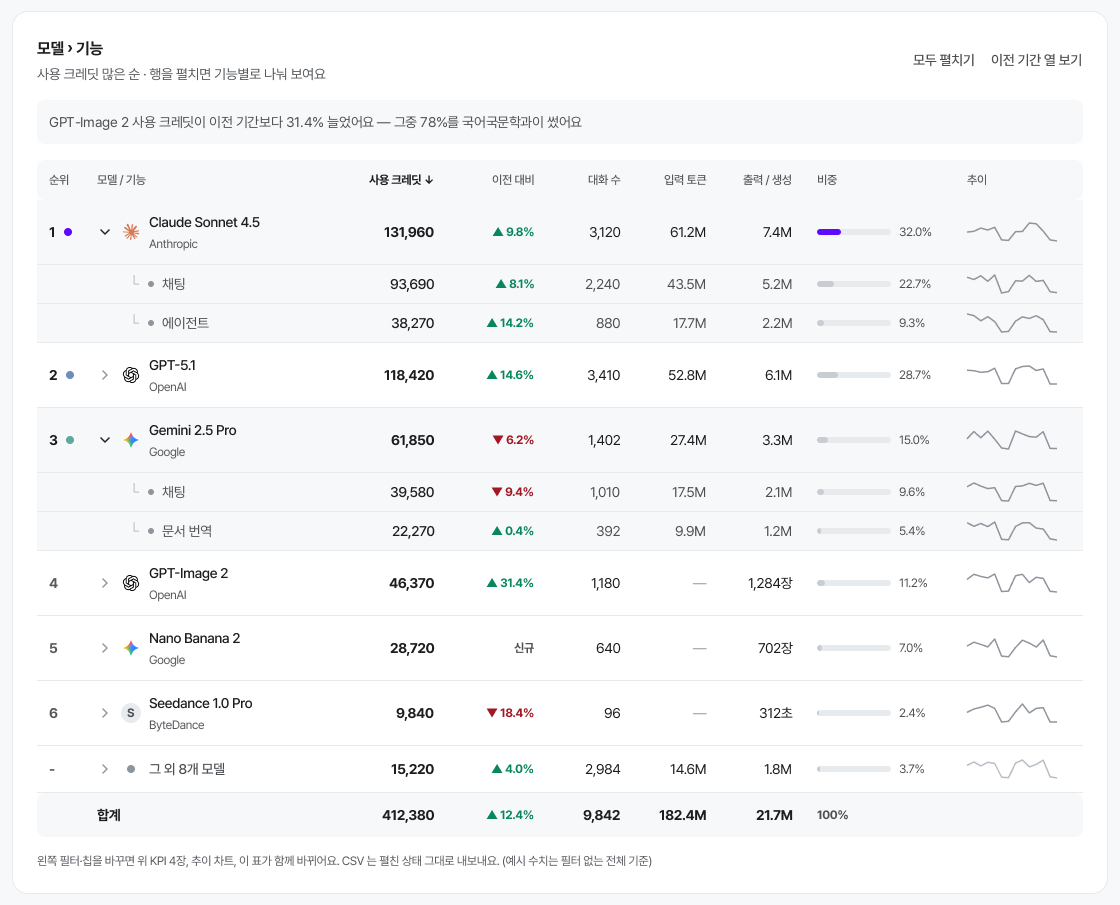 모델 › 기능
사용 크레딧 많은 순 · 행을 펼치면 기능별로 나눠 보여요
모두 펼치기 이전 기간 열 보기
GPT-Image 2 사용 크레딧이 이전 기간보다 31.4% 늘었어요 — 그중 78%를 국어국문학과이 썼어요
순위 모델 / 기능 사용 크레딧 ↓ 이전 대비 대화 수 입력 토큰 출력 / 생성 비중 추이
1 Claude Sonnet 4.5 131,960 ▲ 9.8% 3,120 61.2M 7.4M 32.0%
Anthropic
채팅 93,690 ▲ 8.1% 2,240 43.5M 5.2M 22.7%
에이전트 38,270 ▲ 14.2% 880 17.7M 2.2M 9.3%
2 GPT-5.1 118,420 ▲ 14.6% 3,410 52.8M 6.1M 28.7%
OpenAI
3 Gemini 2.5 Pro 61,850 ▼ 6.2% 1,402 27.4M 3.3M 15.0%
Google
채팅 39,580 ▼ 9.4% 1,010 17.5M 2.1M 9.6%
문서 번역 22,270 ▲ 0.4% 392 9.9M 1.2M 5.4%
4 GPT-Image 2 46,370 ▲ 31.4% 1,180 — 1,284장 11.2%
OpenAI
5 Nano Banana 2 28,720 신규 640 — 702장 7.0%
Google
6 S Seedance 1.0 Pro 9,840 ▼ 18.4% 96 — 312초 2.4%
ByteDance
- 그 외 8개 모델 15,220 ▲ 4.0% 2,984 14.6M 1.8M 3.7%
합계 412,380 ▲ 12.4% 9,842 182.4M 21.7M 100%
왼쪽 필터·칩을 바꾸면 위 KPI 4장, 추이 차트, 이 표가 함께 바뀌어요. CSV 는 펼친 상태 그대로 내보내요. (예시 수치는 필터 없는 전체 기준)